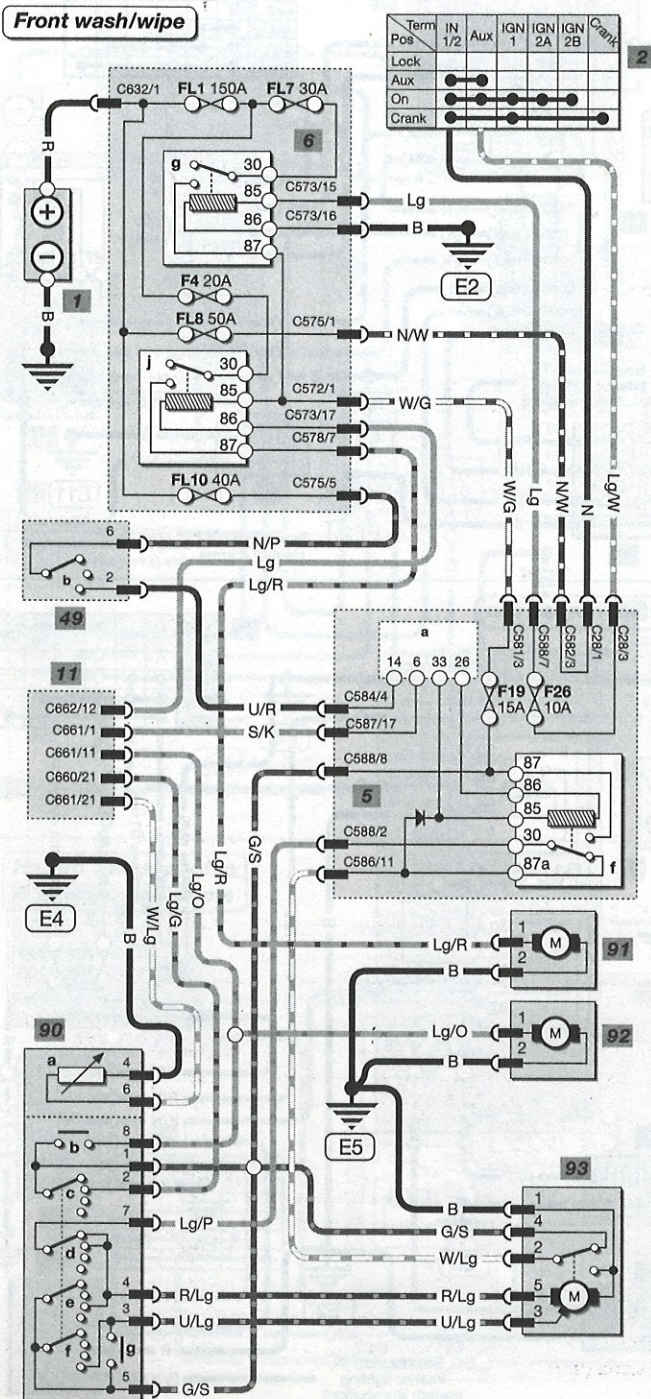 Front wash/wipe
Term Pos IN 1/2 Aux IGN 1 IGN 2A IGN 2B Crank
Lock
Aux
On
Crank
2
C632/1 FL1 150A FL7 30A
6
g 30
85 C573/15 Lg
86 C573/16 B
87
E2
R
1
B
F4 20A
FL8 50A C575/1 N/W
j 30
85 C572/1 W/G
86 C573/17
87 C578/7
FL10 40A C575/5
W/G Lg N/W N Lg/W
6 N/P
Lg
b 2 Lg/R
49
C581/3 C588/7 C582/3 C28/1 C28/3
a
14 6 33 26
F19 15A F26 10A
11
C662/12 U/R C584/4
C661/1 S/K C587/17
C661/11
C660/21 C588/8
C661/21
5
87
86
85
30
87a
f
C588/2
C586/11
G/S
Lg/R
Lg/O
Lg/G
W/Lg
B
E4
Lg/R 1 M 91
B 2
Lg/O 1 M 92
B 2
E5
90
a 4
6
b 8
1
c 2
7 Lg/P
d
e 4 R/Lg R/Lg
3 U/Lg U/Lg
f g
5 G/S
93
B 1
G/S 4
W/Lg 2
5
M
3